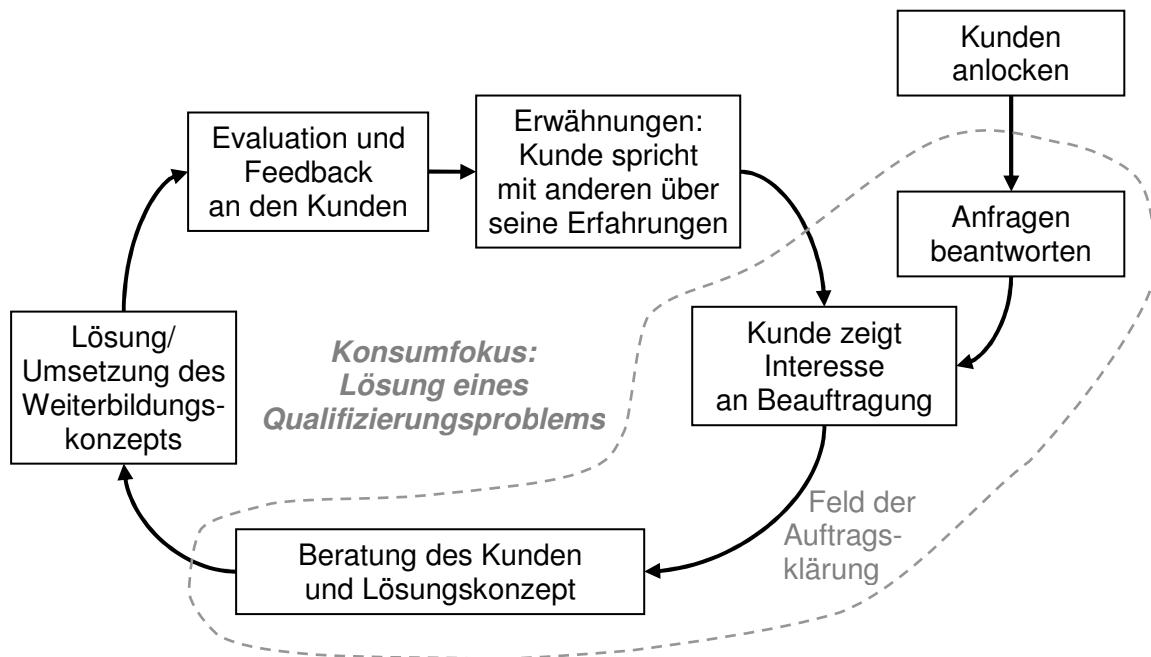 Kunden
anlocken
Evaluation und
Feedback
an den Kunden
Erwähnungen:
Kunde spricht
mit anderen über
seine Erfahrungen
Anfragen
beantworten
Lösung/
Umsetzung des
Weiterbildungs-
konzepts
Konsumfokus:
Lösung eines
Qualifizierungsproblems
Kunde zeigt
Interesse
an Beauftragung
Feld der
Auftrags-
klärung
Beratung des Kunden
und Lösungskonzept